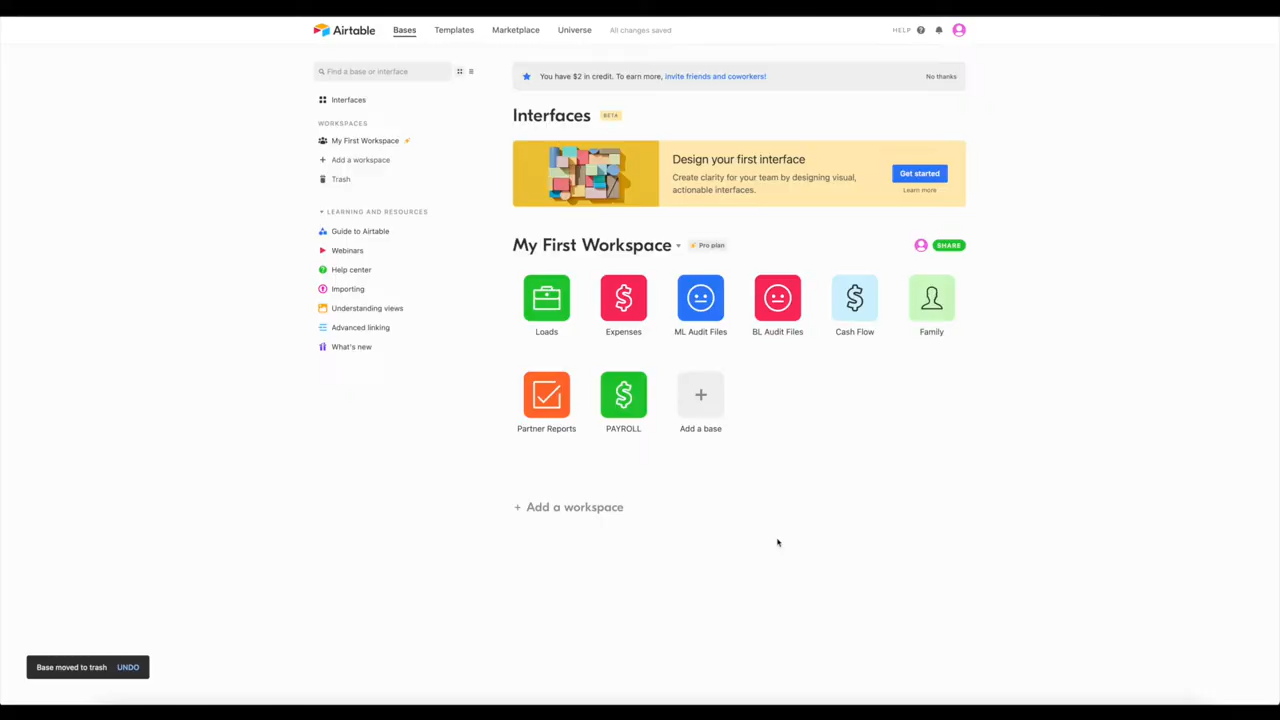 Airtable
Bases
Templates
Marketplace
Universe
All changes saved
HELP
Find a base or interface
Interfaces
WORKSPACES
My First Workspace
Add a workspace
Trash
LEARNING AND RESOURCES
Guide to Airtable
Webinars
Help center
Importing
Understanding views
Advanced linking
What's new
You have $2 in credit. To earn more, invite friends and coworkers!
No thanks
Interfaces
BETA
Design your first interface
Create clarity for your team by designing visual,
actionable interfaces.
Get started
Learn more
My First Workspace
Pro plan
SHARE
Loads
Expenses
ML Audit Files
BL Audit Files
Cash Flow
Family
Partner Reports
PAYROLL
Add a base
+ Add a workspace
Base moved to trash UNDO